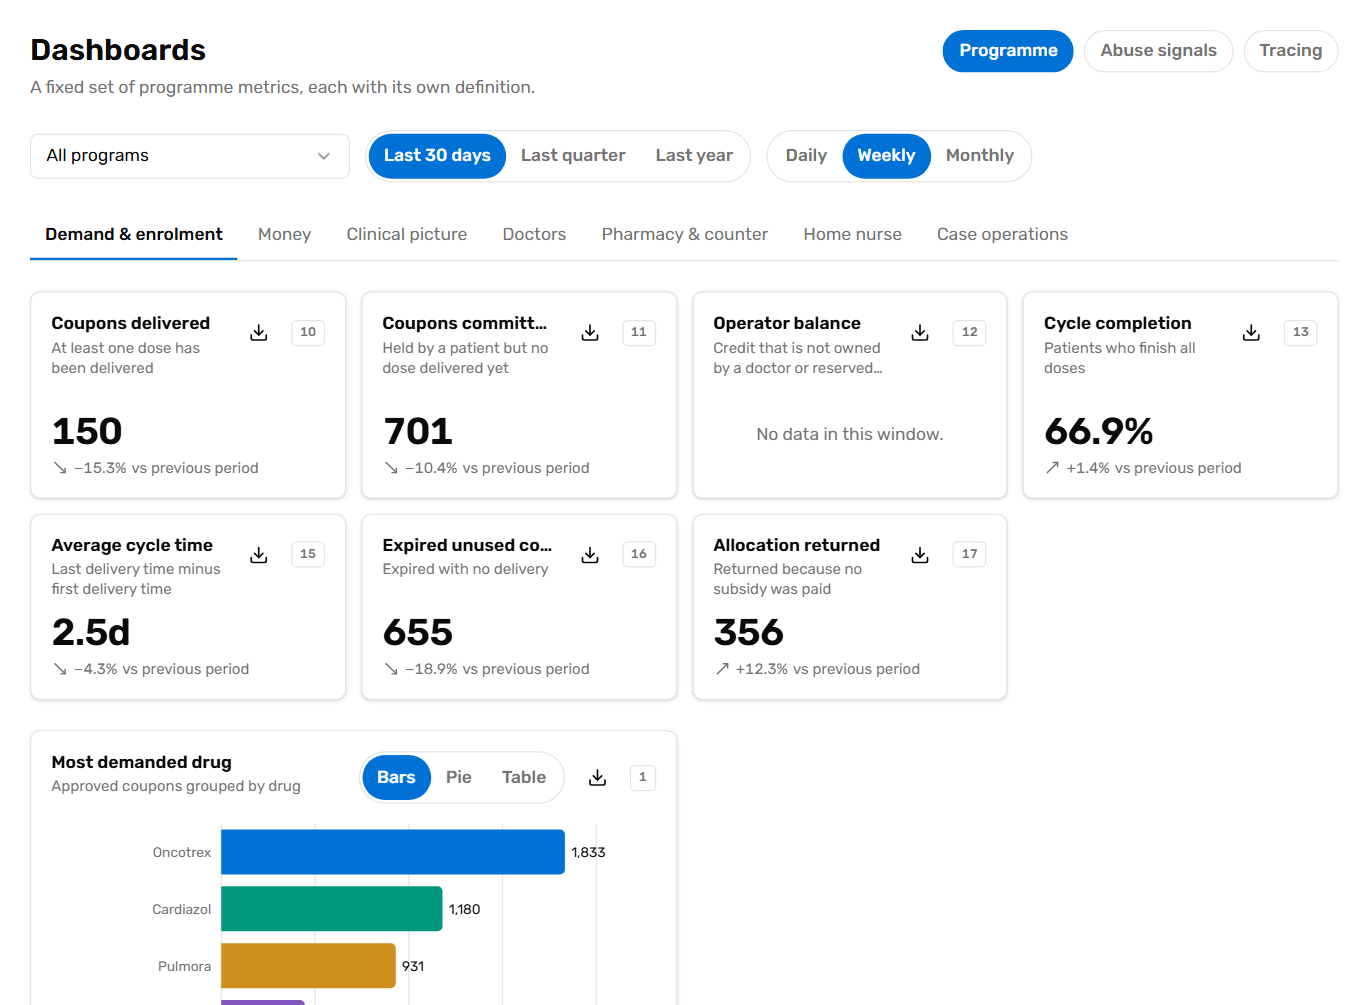 Dashboards
A fixed set of programme metrics, each with its own definition.
Programme
Abuse signals
Tracing
All programs
Last 30 days
Last quarter
Last year
Daily
Weekly
Monthly
Demand & enrolment
Money
Clinical picture
Doctors
Pharmacy & counter
Home nurse
Case operations
Coupons delivered
10
At least one dose has
been delivered
150
−15.3% vs previous period
Coupons committ...
11
Held by a patient but no
dose delivered yet
701
−10.4% vs previous period
Operator balance
12
Credit that is not owned
by a doctor or reserved...
No data in this window.
Cycle completion
13
Patients who finish all
doses
66.9%
+1.4% vs previous period
Average cycle time
15
Last delivery time minus
first delivery time
2.5d
−4.3% vs previous period
Expired unused co...
16
Expired with no delivery
655
−18.9% vs previous period
Allocation returned
17
Returned because no
subsidy was paid
356
+12.3% vs previous period
Most demanded drug
Approved coupons grouped by drug
Bars
Pie
Table
1
Oncotrex
1,833
Cardiazol
1,180
Pulmora
931